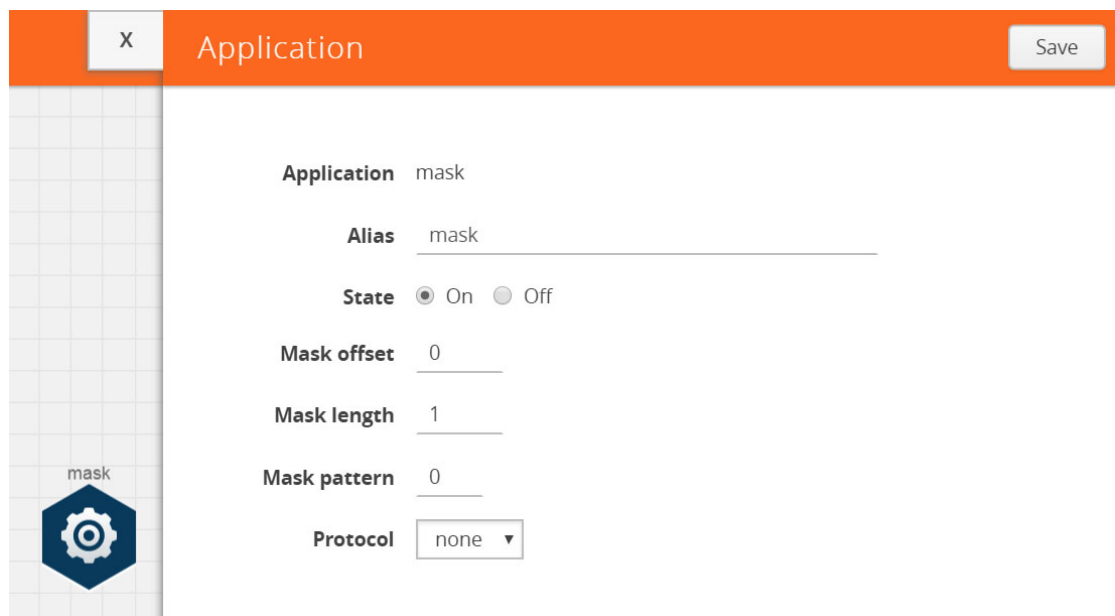 X
Application
Save
Application mask
Alias mask
State On Off
Mask offset 0
Mask length 1
Mask pattern 0
mask
Protocol none